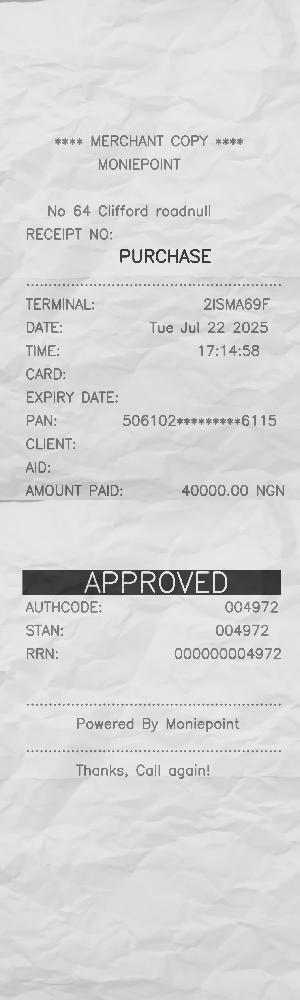 **** MERCHANT COPY ****
MONIEPOINT
No 64 Clifford roadnull
RECEIPT NO:
PURCHASE
TERMINAL: 2ISMA69F
DATE: Tue Jul 22 2025
TIME: 17:14:58
CARD:
EXPIRY DATE:
PAN: 506102*********6115
CLIENT:
AID:
AMOUNT PAID: 40000.00 NGN
APPROVED
AUTHCODE: 004972
STAN: 004972
RRN: 000000004972
Powered By Moniepoint
Thanks, Call again!